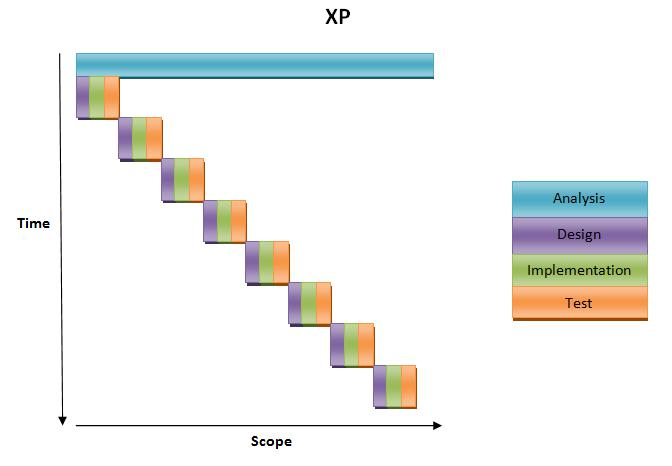 XP
Time
Analysis
Design
Implementation
Test
Scope